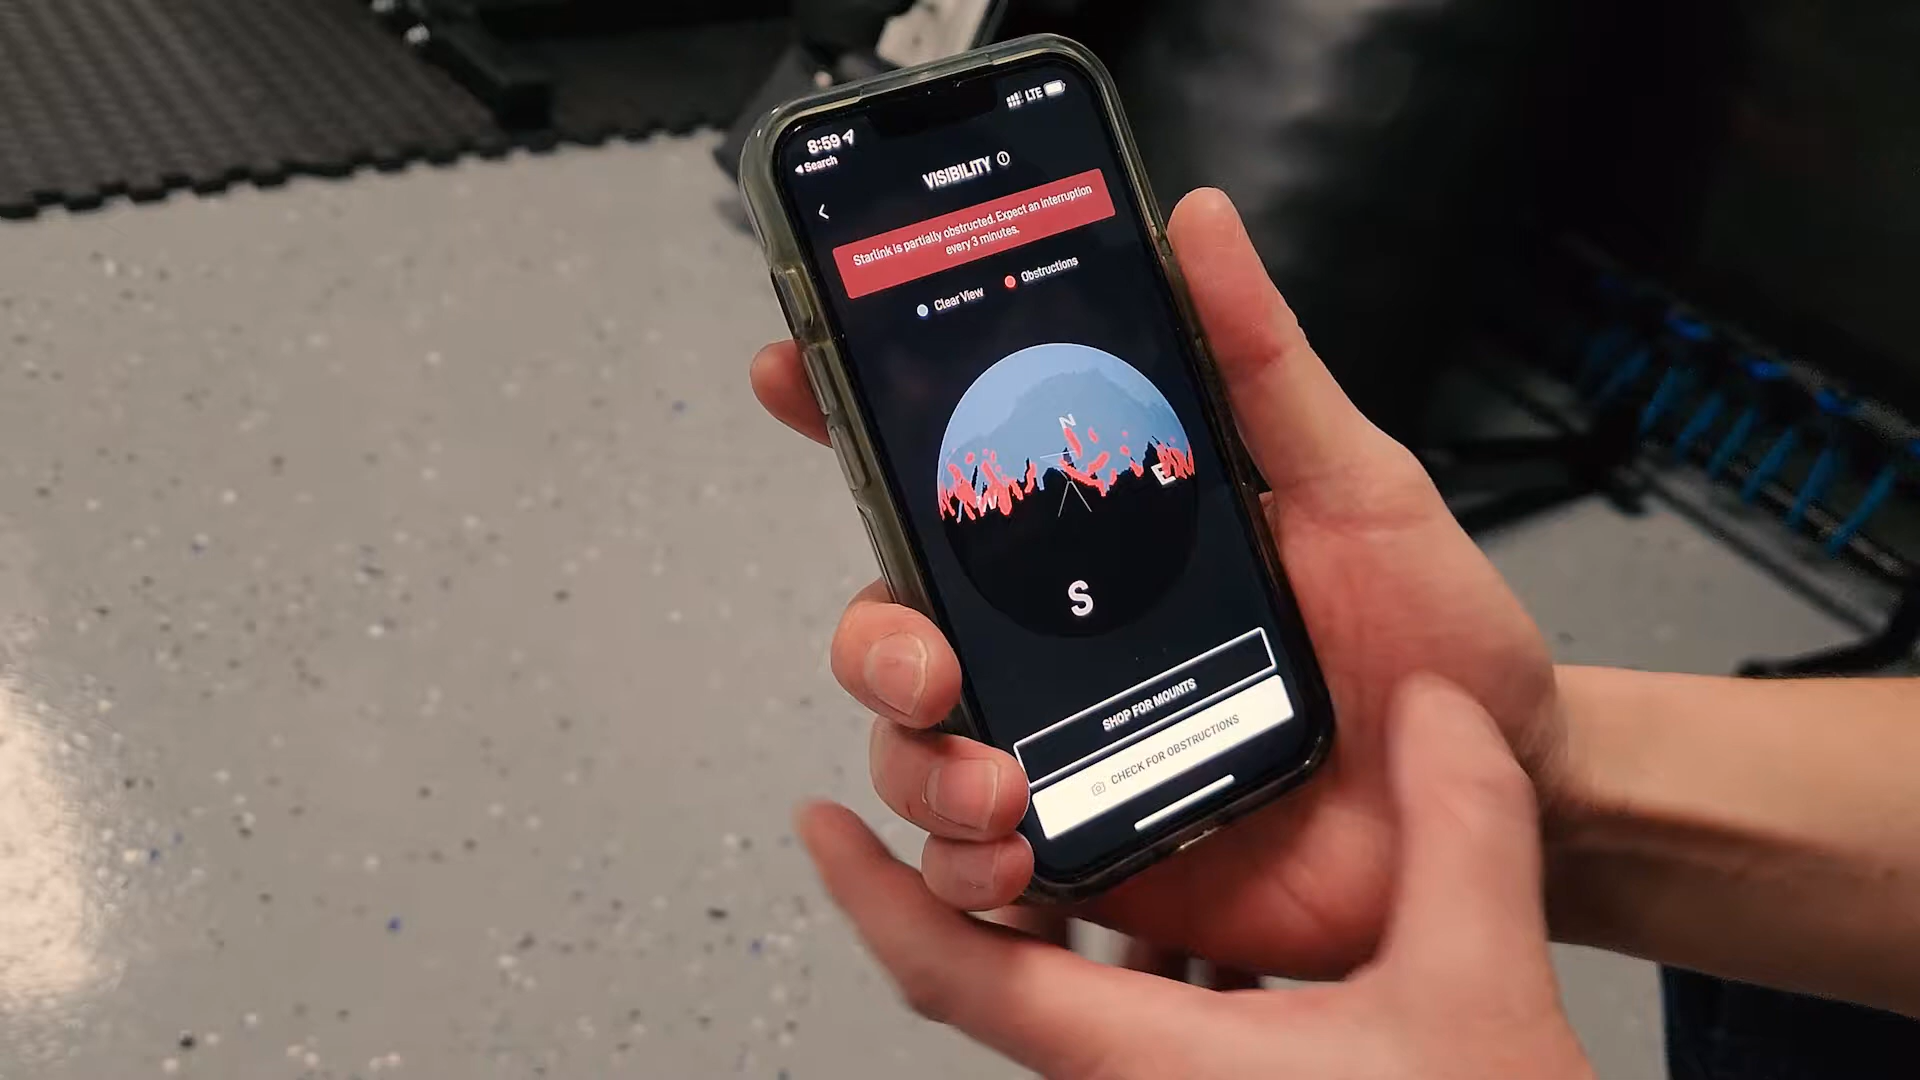 8:59
LTE
◀ Search
VISIBILITY
Starlink is partially obstructed. Expect an interruption
every 3 minutes.
Clear View
Obstructions
N
E
S
SHOP FOR MOUNTS
CHECK FOR OBSTRUCTIONS